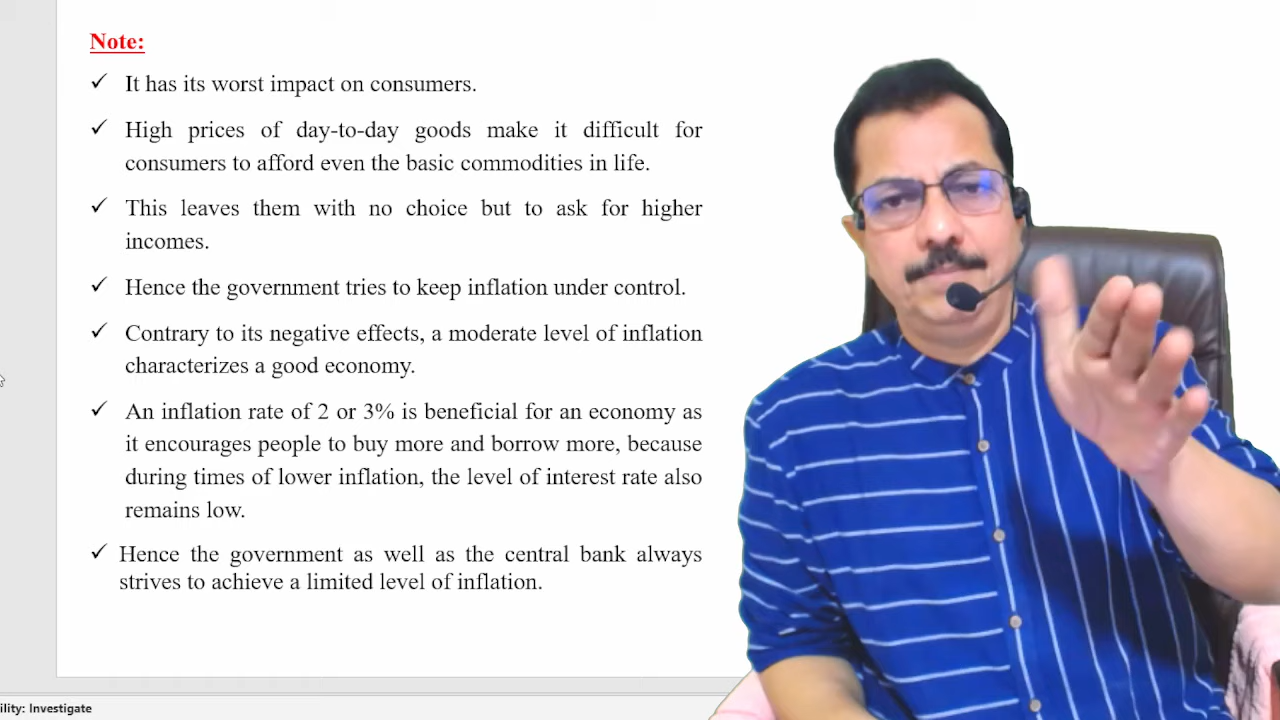 Note:
✓ It has its worst impact on consumers.
✓ High prices of day-to-day goods make it difficult for
consumers to afford even the basic commodities in life.
✓ This leaves them with no choice but to ask for higher
incomes.
✓ Hence the government tries to keep inflation under control.
✓ Contrary to its negative effects, a moderate level of inflation
characterizes a good economy.
✓ An inflation rate of 2 or 3% is beneficial for an economy as
it encourages people to buy more and borrow more, because
during times of lower inflation, the level of interest rate also
remains low.
✓ Hence the government as well as the central bank always
strives to achieve a limited level of inflation.
ility: Investigate